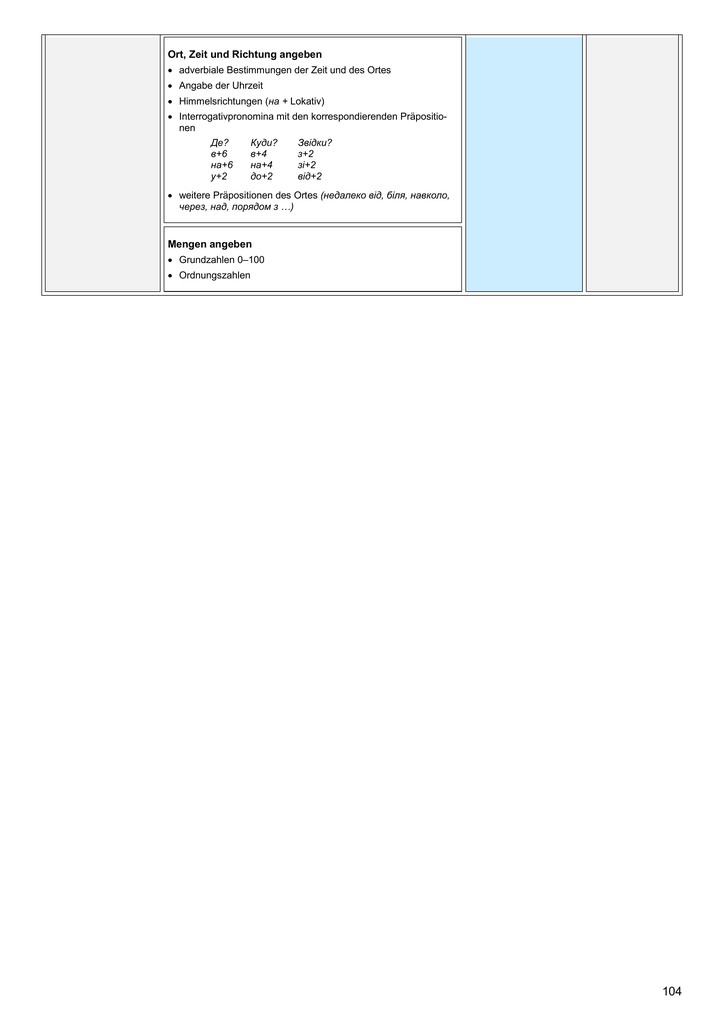 Ort, Zeit und Richtung angeben
• adverbiale Bestimmungen der Zeit und des Ortes
• Angabe der Uhrzeit
• Himmelsrichtungen (на + Lokativ)
• Interrogativpronomina mit den korrespondierenden Präpositio-
nen
Де? Куди? Звідки?
в+6 в+4 з+2
на+6 на+4 зі+2
у+2 до+2 від+2
• weitere Präpositionen des Ortes (недалеко від, біля, навколо,
через, над, порядом з …)
Mengen angeben
• Grundzahlen 0–100
• Ordnungszahlen
104